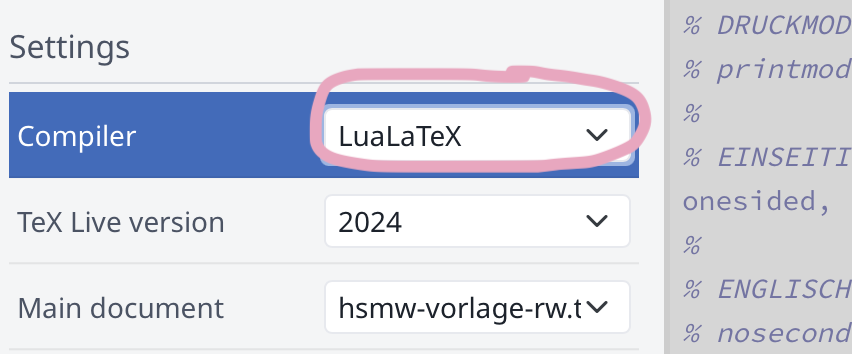 Settings
Compiler
LuaLaTeX
TeX Live version
2024
Main document
hsmw-vorlage-rw.t
% DRUCKMOD
% printmod
%
% EINSEITI
onesided,
%
% ENGLISCH
% nosecond